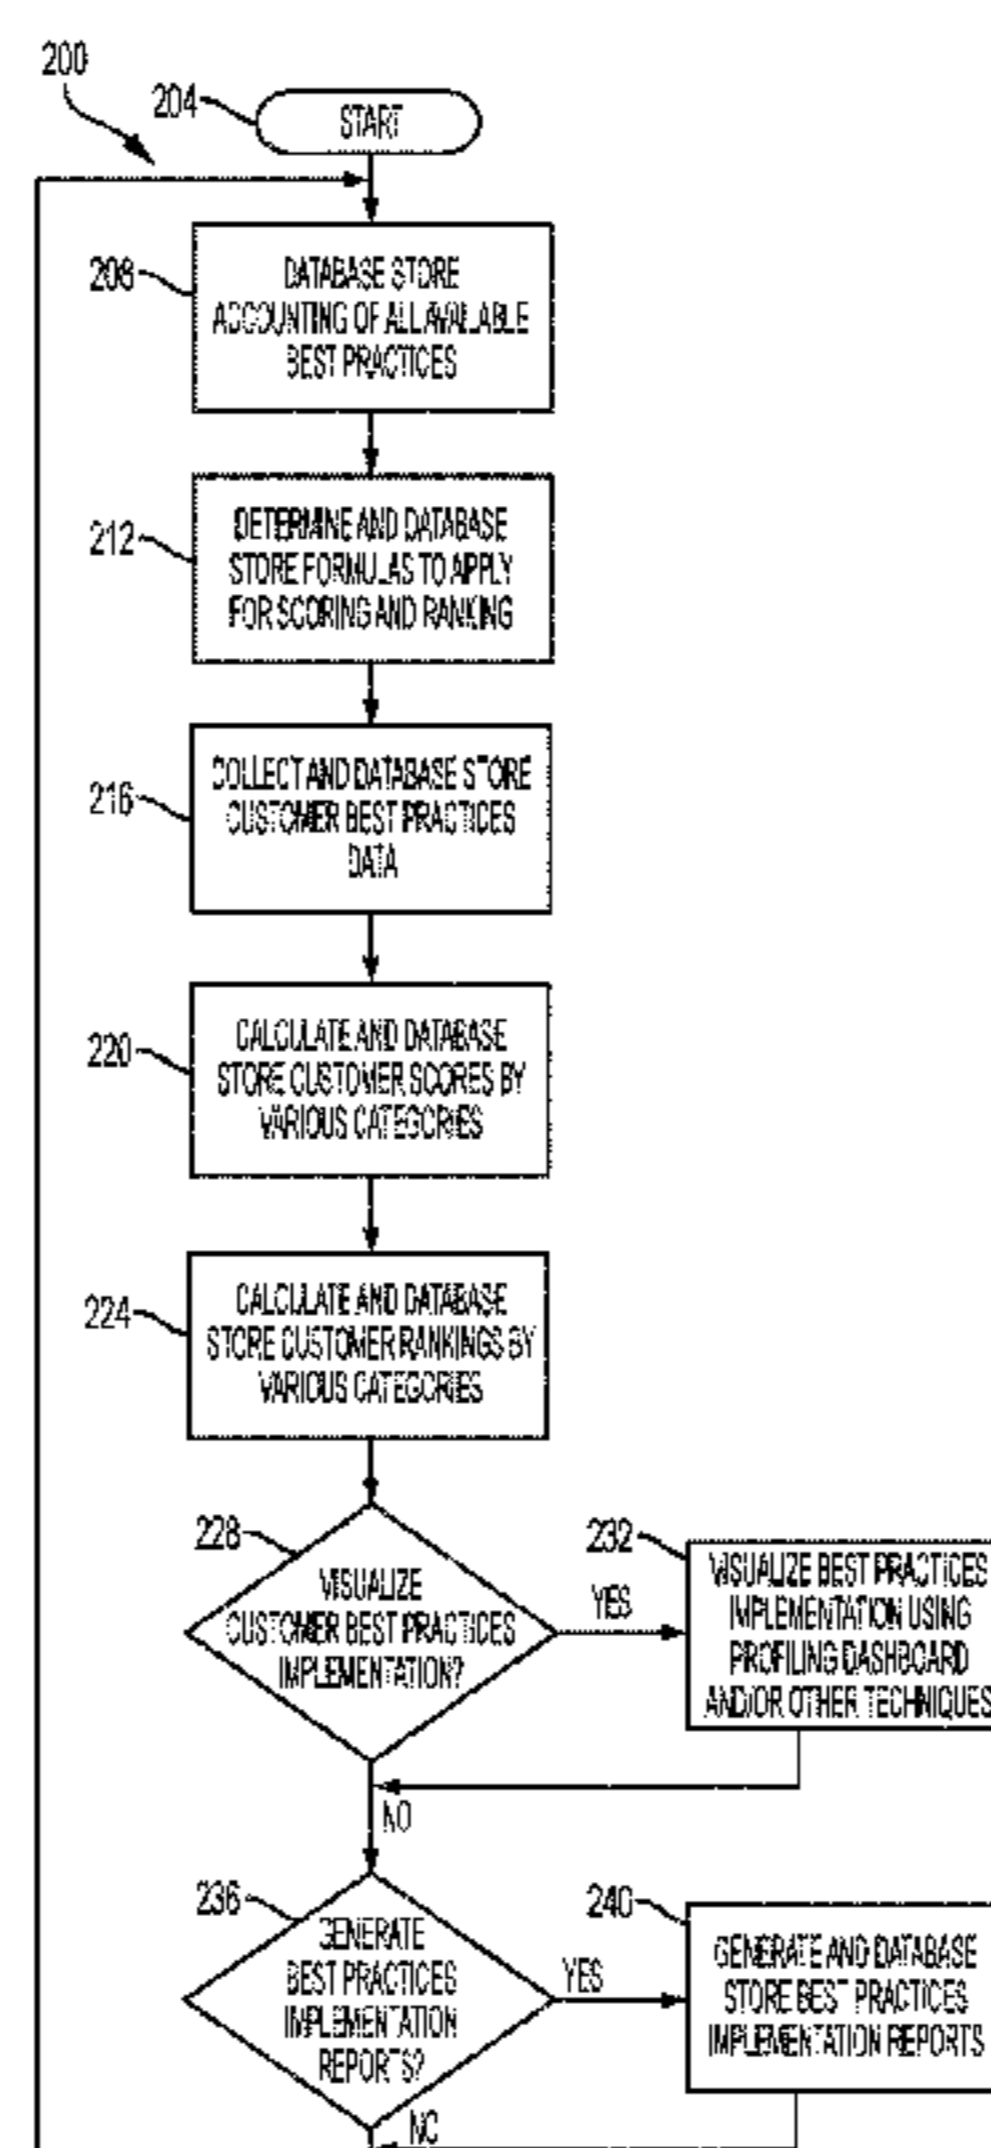 200
204
START
208
DATABASE STORE
ACCOUNTING OF ALL AVAILABLE
BEST PRACTICES
212
DETERMINE AND DATABASE
STORE FORMULAS TO APPLY
FOR SCORING AND RANKING
216
COLLECT AND DATABASE STORE
CUSTOMER BEST PRACTICES
DATA
220
CALCULATE AND DATABASE
STORE CUSTOMER SCORES BY
VARIOUS CATEGORIES
224
CALCULATE AND DATABASE
STORE CUSTOMER RANKINGS BY
VARIOUS CATEGORIES
228
VISUALIZE
CUSTOMER BEST PRACTICES
IMPLEMENTATION?
YES
232
VISUALIZE BEST PRACTICES
IMPLEMENTATION USING
PROFILING DASHBOARD
AND/OR OTHER TECHNIQUES
NO
236
GENERATE
BEST PRACTICES
IMPLEMENTATION
REPORTS?
YES
240
GENERATE AND DATABASE
STORE BEST PRACTICES
IMPLEMENTATION REPORTS
NO